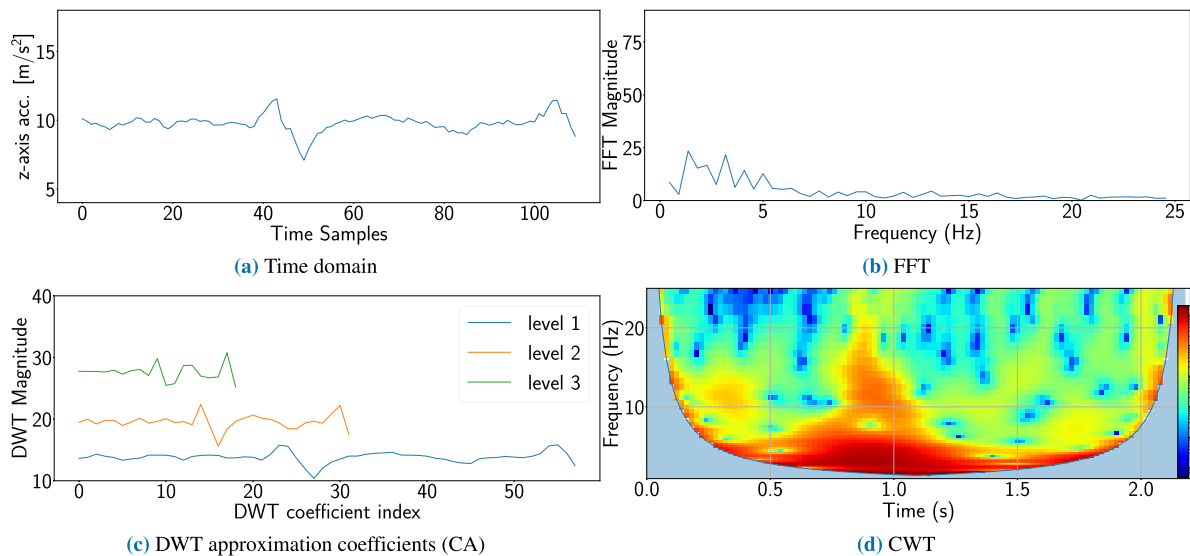 15
10
5
z-axis acc. [m/s²]
0 20 40 60 80 100
Time Samples
(a) Time domain
75
50
25
0
FFT Magnitude
0 5 10 15 20 25
Frequency (Hz)
(b) FFT
40
30
20
10
DWT Magnitude
level 1
level 2
level 3
0 10 20 30 40 50
DWT coefficient index
(c) DWT approximation coefficients (CA)
20
10
Frequency (Hz)
0.0 0.5 1.0 1.5 2.0
Time (s)
(d) CWT